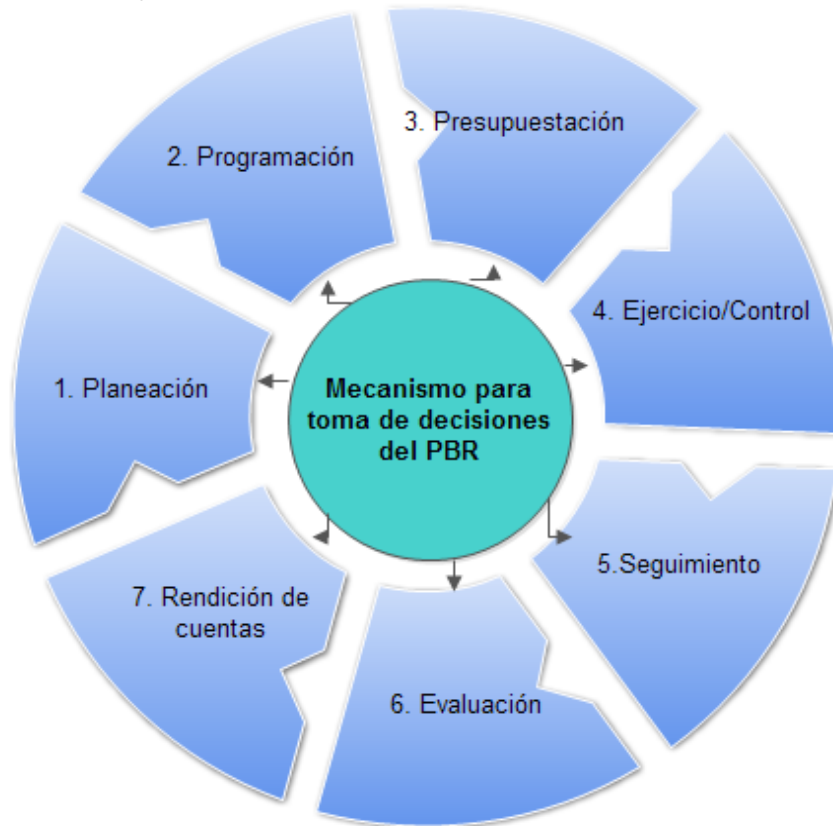 1. Planeación
2. Programación
3. Presupuestación
4. Ejercicio/Control
5.Seguimiento
6. Evaluación
7. Rendición de
cuentas
Mecanismo para
toma de decisiones
del PBR